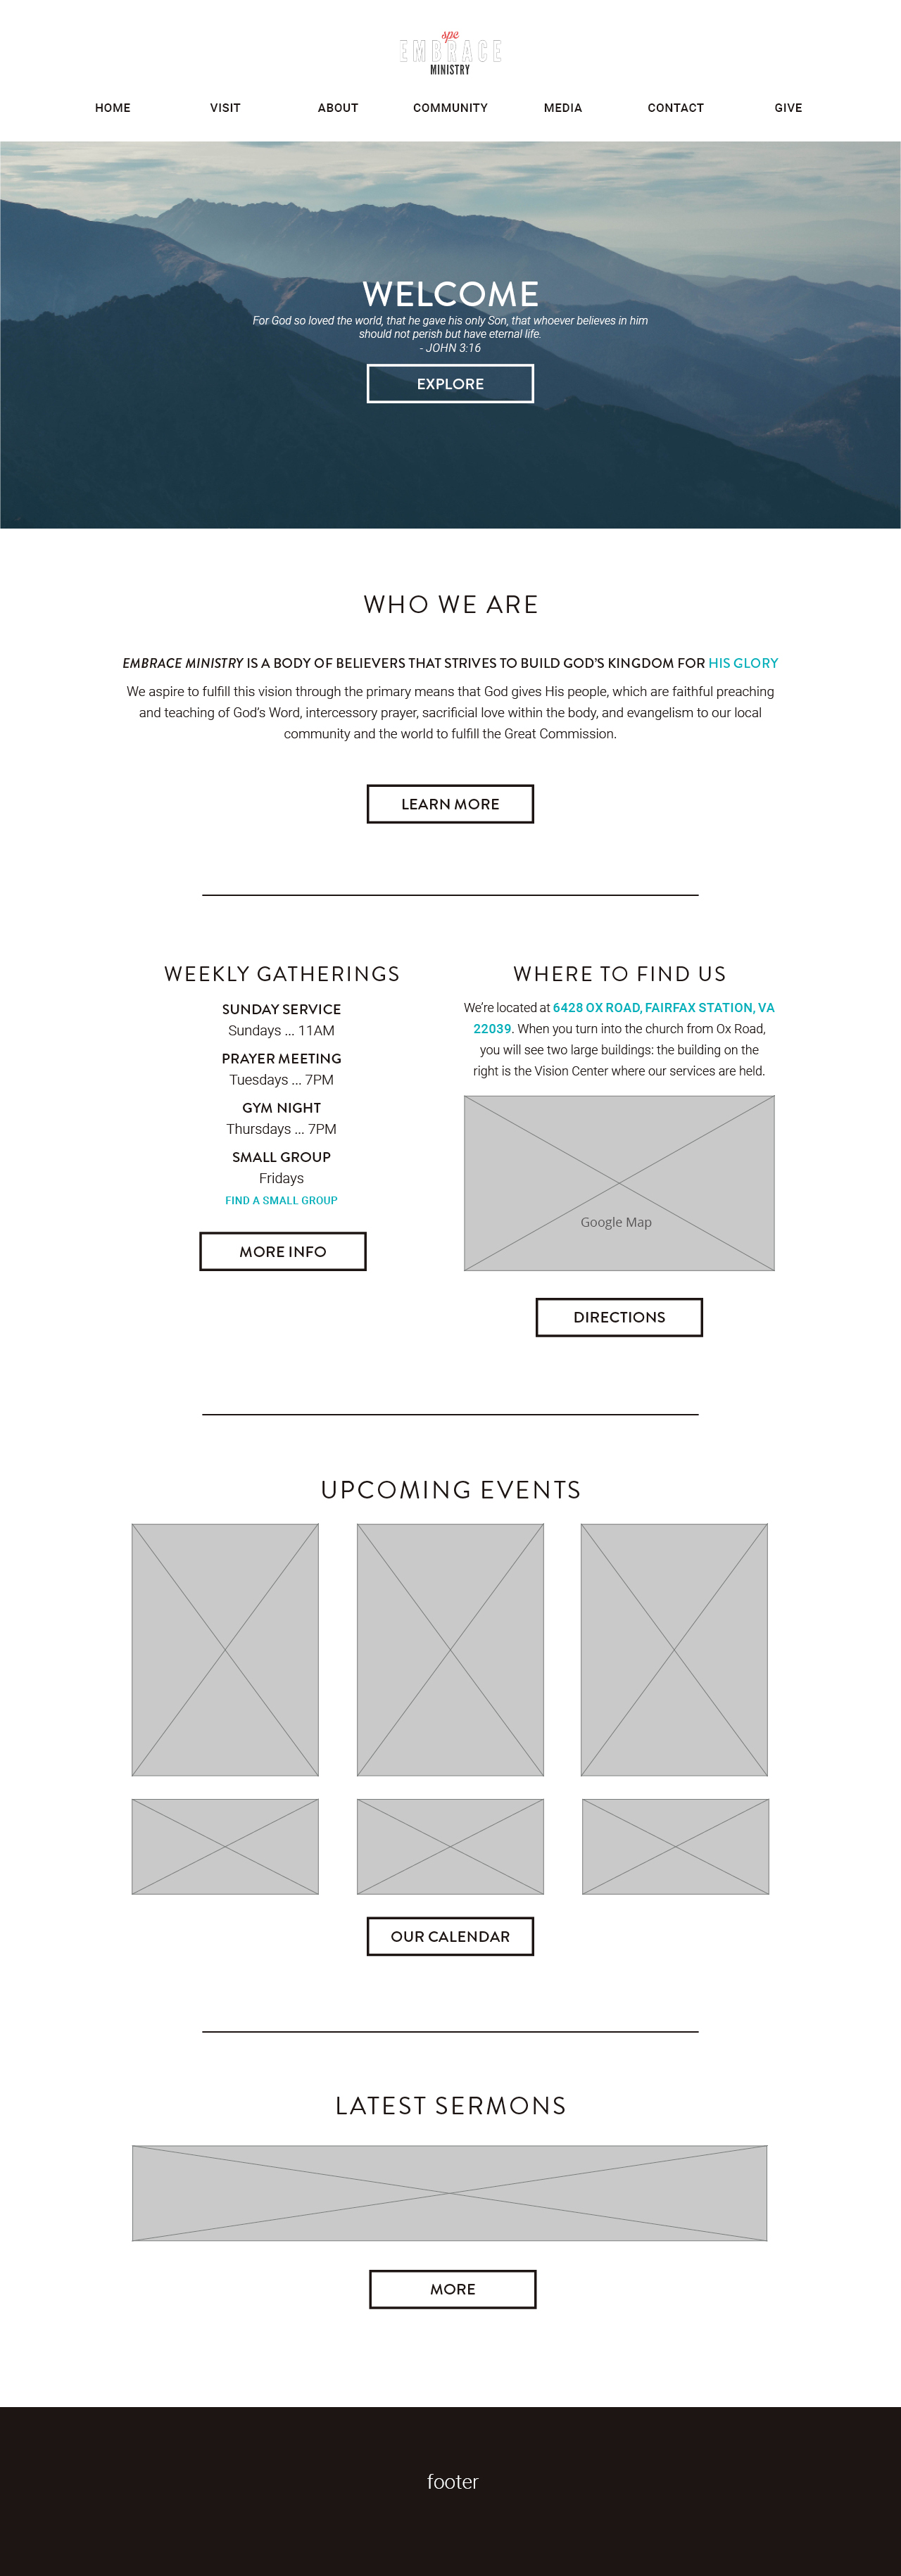 spe
EMBRACE
MINISTRY
HOME VISIT ABOUT COMMUNITY MEDIA CONTACT GIVE
WELCOME
For God so loved the world, that he gave his only Son, that whoever believes in him
should not perish but have eternal life.
- JOHN 3:16
EXPLORE
WHO WE ARE
EMBRACE MINISTRY IS A BODY OF BELIEVERS THAT STRIVES TO BUILD GOD’S KINGDOM FOR HIS GLORY
We aspire to fulfill this vision through the primary means that God gives His people, which are faithful preaching
and teaching of God’s Word, intercessory prayer, sacrificial love within the body, and evangelism to our local
community and the world to fulfill the Great Commission.
LEARN MORE
WEEKLY GATHERINGS
SUNDAY SERVICE
Sundays ... 11AM
PRAYER MEETING
Tuesdays ... 7PM
GYM NIGHT
Thursdays ... 7PM
SMALL GROUP
Fridays
FIND A SMALL GROUP
MORE INFO
WHERE TO FIND US
We’re located at 6428 OX ROAD, FAIRFAX STATION, VA
22039. When you turn into the church from Ox Road,
you will see two large buildings: the building on the
right is the Vision Center where our services are held.
Google Map
DIRECTIONS
UPCOMING EVENTS
OUR CALENDAR
LATEST SERMONS
MORE
footer